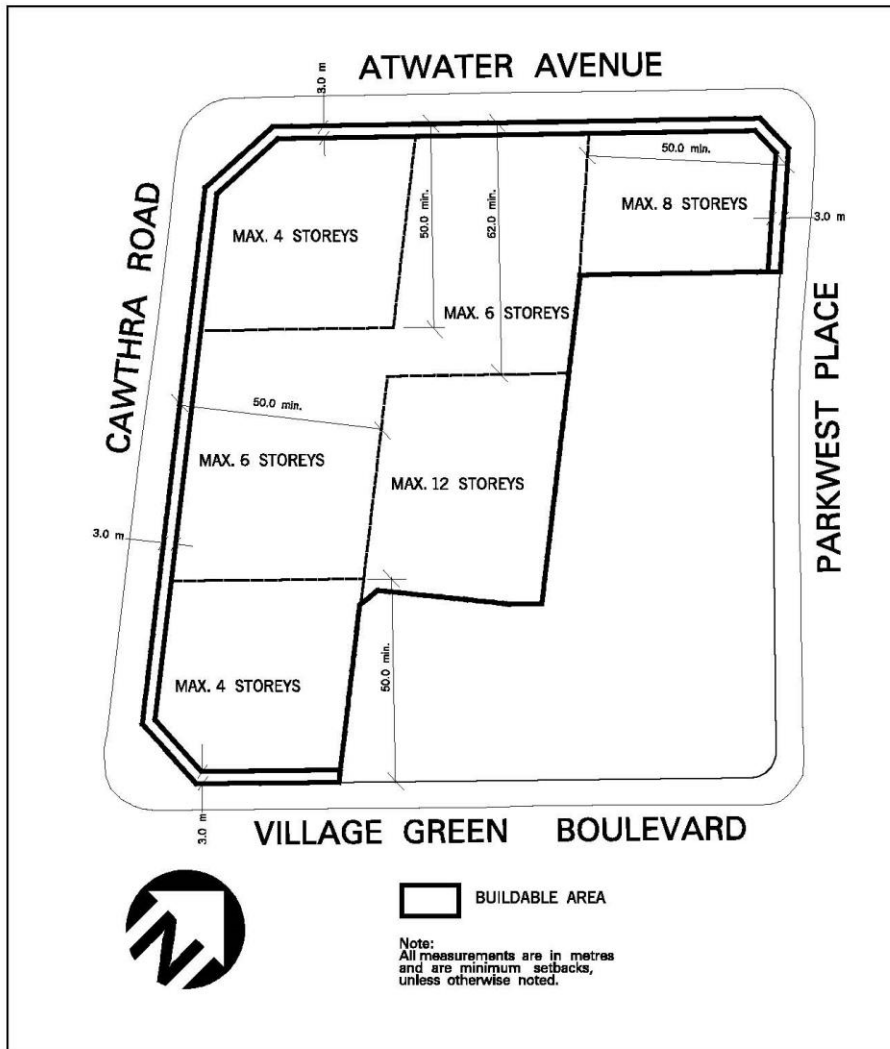 ATWATER AVENUE
3.0 m
50.0 min.
MAX. 8 STOREYS
MAX. 4 STOREYS
50.0 min.
62.0 min.
3.0 m
CAWTHRA ROAD
MAX. 6 STOREYS
PARKWEST PLACE
50.0 min.
MAX. 6 STOREYS
MAX. 12 STOREYS
3.0 m
MAX. 4 STOREYS
50.0 min.
3.0 m
VILLAGE GREEN BOULEVARD
N
BUILDABLE AREA
Note:
All measurements are in metres
and are minimum setbacks,
unless otherwise noted.